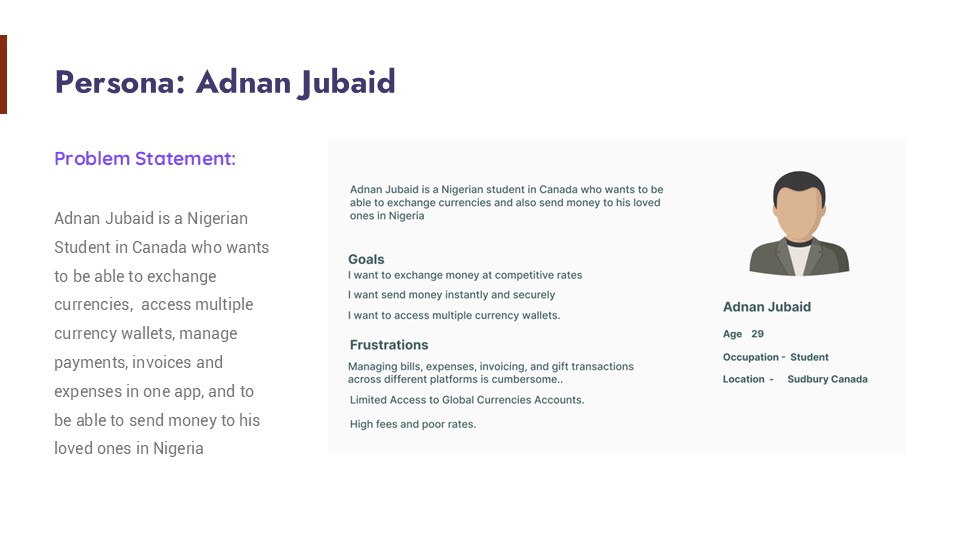 Persona: Adnan Jubaid
Problem Statement:
Adnan Jubaid is a Nigerian
Student in Canada who wants
to be able to exchange
currencies,  access multiple
currency wallets, manage
payments, invoices and
expenses in one app, and to
be able to send money to his
loved ones in Nigeria
Adnan Jubaid is a Nigerian student in Canada who wants to be
able to exchange currencies and also send money to his loved
ones in Nigeria
Goals
I want to exchange money at competitive rates
I want send money instantly and securely
I want to access multiple currency wallets.
Frustrations
Managing bills, expenses, invoicing, and gift transactions
across different platforms is cumbersome..
Limited Access to Global Currencies Accounts.
High fees and poor rates.
Adnan Jubaid
Age   29
Occupation -  Student
Location  -    Sudbury Canada